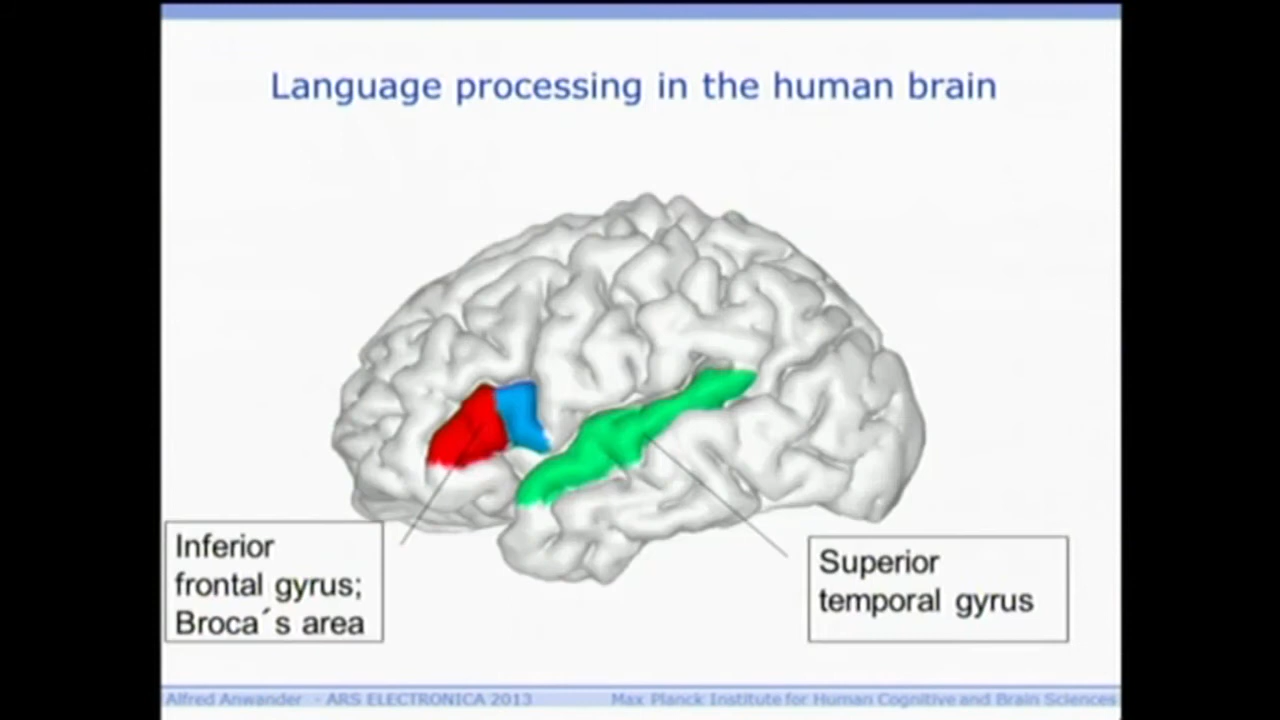 Language processing in the human brain
Inferior
frontal gyrus;
Broca´s area
Superior
temporal gyrus
Alfred Anwander - ARS ELECTRONICA 2013
Max Planck Institute for Human Cognitive and Brain Sciences